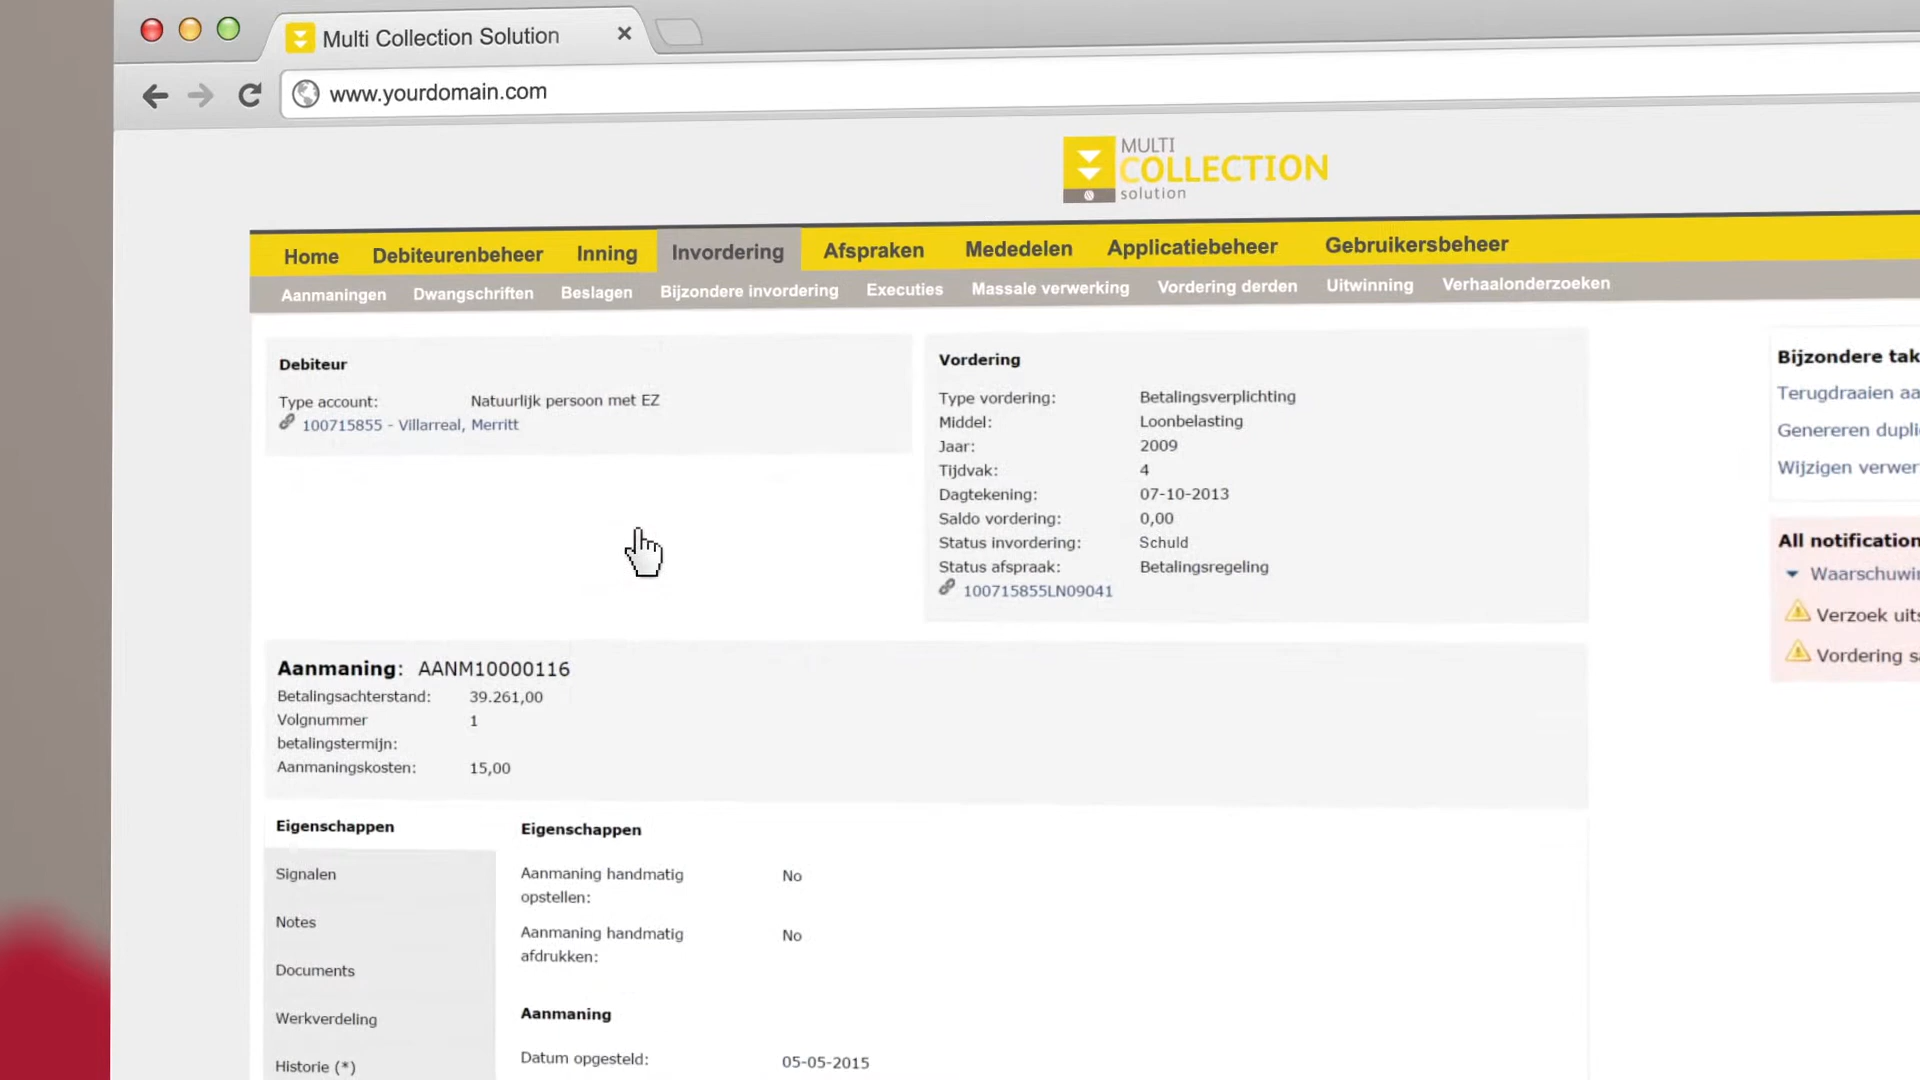 Multi Collection Solution
www.yourdomain.com
MULTI
COLLECTION
solution
Home Debiteurenbeheer Inning Invordering Afspraken Mededelen Applicatiebeheer Gebruikersbeheer
Aanmaningen Dwangschriften Beslagen Bijzondere invordering Executies Massale verwerking Vordering derden Uitwinning Verhaalonderzoeken
Debiteur
Type account: Natuurlijk persoon met EZ
100715855 - Villarreal, Merritt
Vordering
Type vordering: Betalingsverplichting
Middel: Loonbelasting
Jaar: 2009
Tijdvak: 4
Dagtekening: 07-10-2013
Saldo vordering: 0,00
Status invordering: Schuld
Status afspraak: Betalingsregeling
100715855LN09041
Bijzondere tak
Terugdraaien aa
Genereren dupli
Wijzigen verwer
All notification
Waarschuwin
Verzoek uits
Vordering sa
Aanmaning: AANM10000116
Betalingsachterstand: 39.261,00
Volgnummer 1
betalingstermijn:
Aanmaningskosten: 15,00
Eigenschappen
Signalen
Notes
Documents
Werkverdeling
Historie (*)
Eigenschappen
Aanmaning handmatig No
opstellen:
Aanmaning handmatig No
afdrukken:
Aanmaning
Datum opgesteld: 05-05-2015